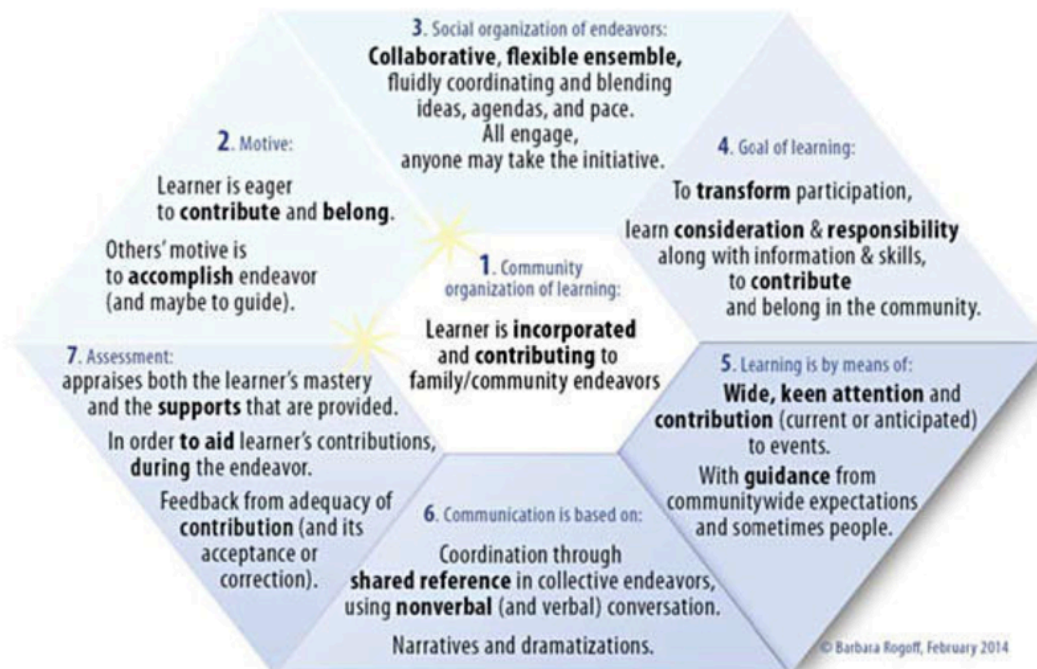 3. Social organization of endeavors:
Collaborative, flexible ensemble,
fluidly coordinating and blending
ideas, agendas, and pace.
All engage,
anyone may take the initiative.
2. Motive:
Learner is eager
to contribute and belong.
Others' motive is
to accomplish endeavor
(and maybe to guide).
4. Goal of learning:
To transform participation,
learn consideration & responsibility
along with information & skills,
to contribute
and belong in the community.
1. Community
organization of learning:
Learner is incorporated
and contributing to
family/community endeavors
7. Assessment:
appraises both the learner's mastery
and the supports that are provided.
In order to aid learner's contributions,
during the endeavor.
Feedback from adequacy of
contribution (and its
acceptance or
correction).
5. Learning is by means of:
Wide, keen attention and
contribution (current or anticipated)
to events.
With guidance from
communitywide expectations
and sometimes people.
6. Communication is based on:
Coordination through
shared reference in collective endeavors,
using nonverbal (and verbal) conversation.
Narratives and dramatizations.
© Barbara Rogoff, February 2014